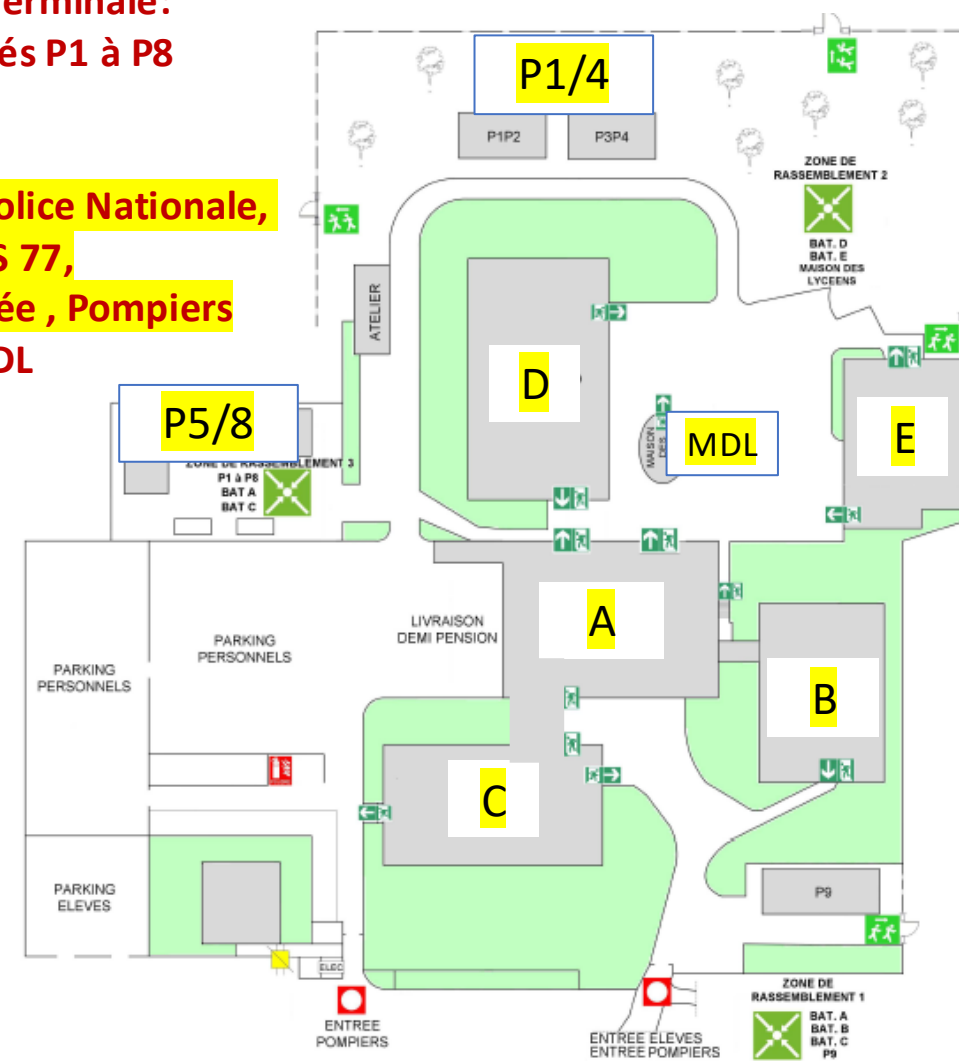 erminale:
és P1 à P8
P1/4
P1P2
P3P4
ZONE DE
RASSEMBLEMENT 2
BAT. D
BAT. E
MAISON DES
LYCEENS
olice Nationale,
S 77,
ée , Pompiers
DL
ATELIER
D
MAISON
DES
MDL
E
P5/8
ZONE DE RASSEMBLEMENT 3
P1 à P8
BAT A
BAT C
A
LIVRAISON
DEMI PENSION
PARKING
PERSONNELS
PARKING
PERSONNELS
B
C
PARKING
ELEVES
P9
ELEC
ENTREE
POMPIERS
ENTREE ELEVES
ENTREE POMPIERS
ZONE DE
RASSEMBLEMENT 1
BAT. A
BAT. B
BAT. C
P9